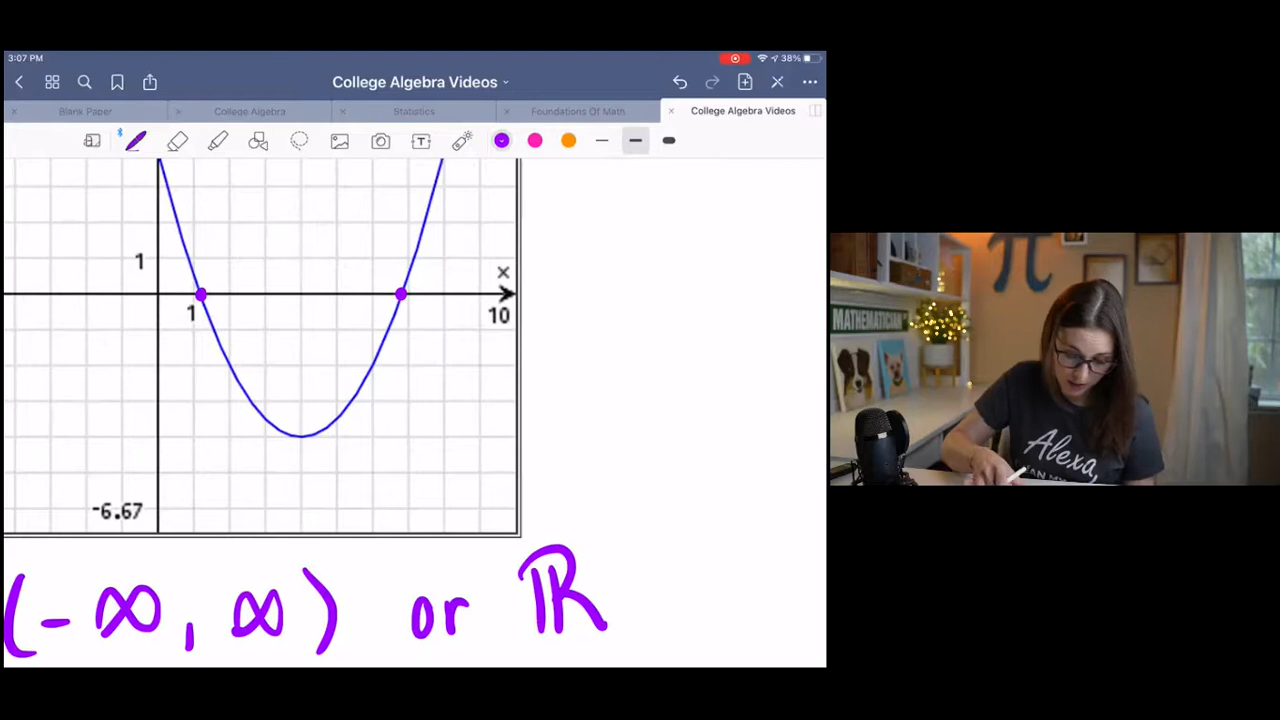 3:07 PM
38%
College Algebra Videos
Blank Paper
College Algebra
Statistics
Foundations Of Math
College Algebra Videos
T
1
x
1
10
-6.67
(-∞, ∞) or ℝ
MATHEMATICIAN
Alexa,